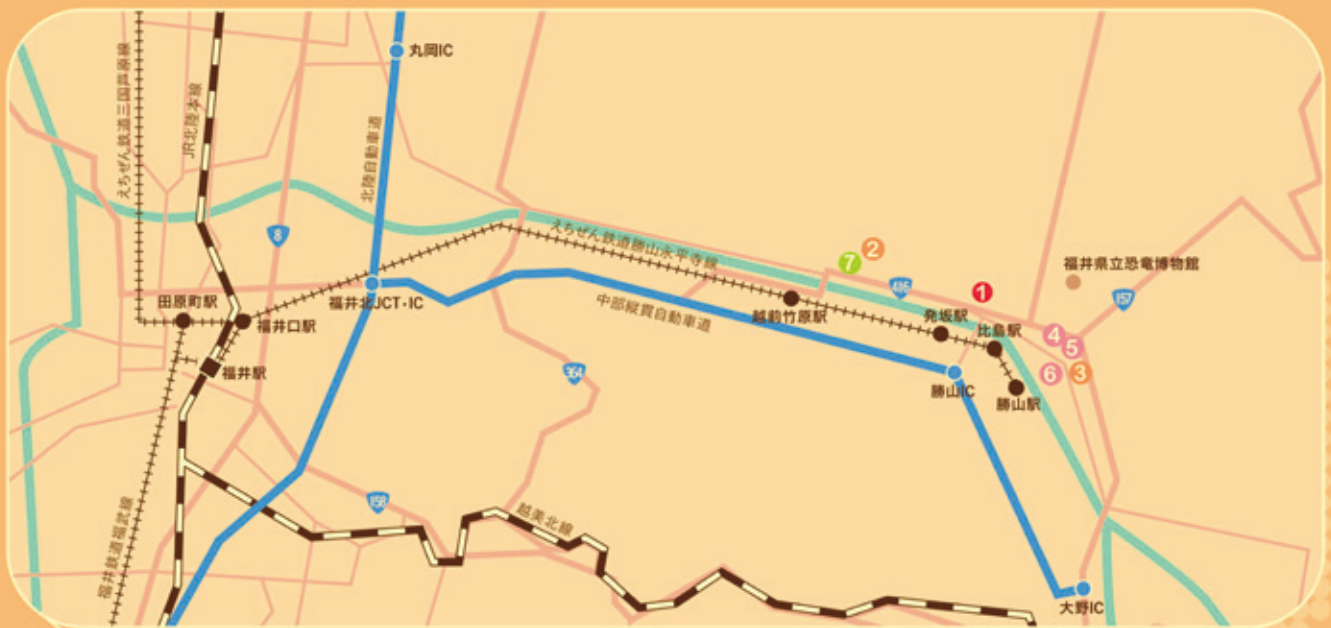 丸岡IC
えちぜん鉄道三国芦原線
JR北陸本線
北陸自動車道
8
えちぜん鉄道勝山永平寺線
7
2
416
1
福井県立恐竜博物館
157
田原町駅
福井口駅
福井北JCT・IC
中部縦貫自動車道
越前竹原駅
発坂駅
比島駅
4
5
6
3
福井駅
364
勝山IC
勝山駅
158
越美北線
福井鉄道福武線
大野IC